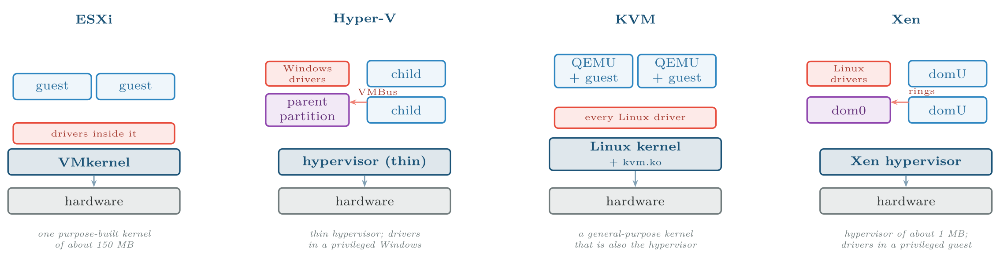 ESXi
guest
guest
drivers inside it
VMkernel
hardware
one purpose-built kernel
of about 150 MB
Hyper-V
Windows
drivers
child
VMBus
parent
partition
child
hypervisor (thin)
hardware
thin hypervisor; drivers
in a privileged Windows
KVM
QEMU
+ guest
QEMU
+ guest
every Linux driver
Linux kernel
+ kvm.ko
hardware
a general-purpose kernel
that is also the hypervisor
Xen
Linux
drivers
domU
rings
dom0
domU
Xen hypervisor
hardware
hypervisor of about 1 MB;
drivers in a privileged guest